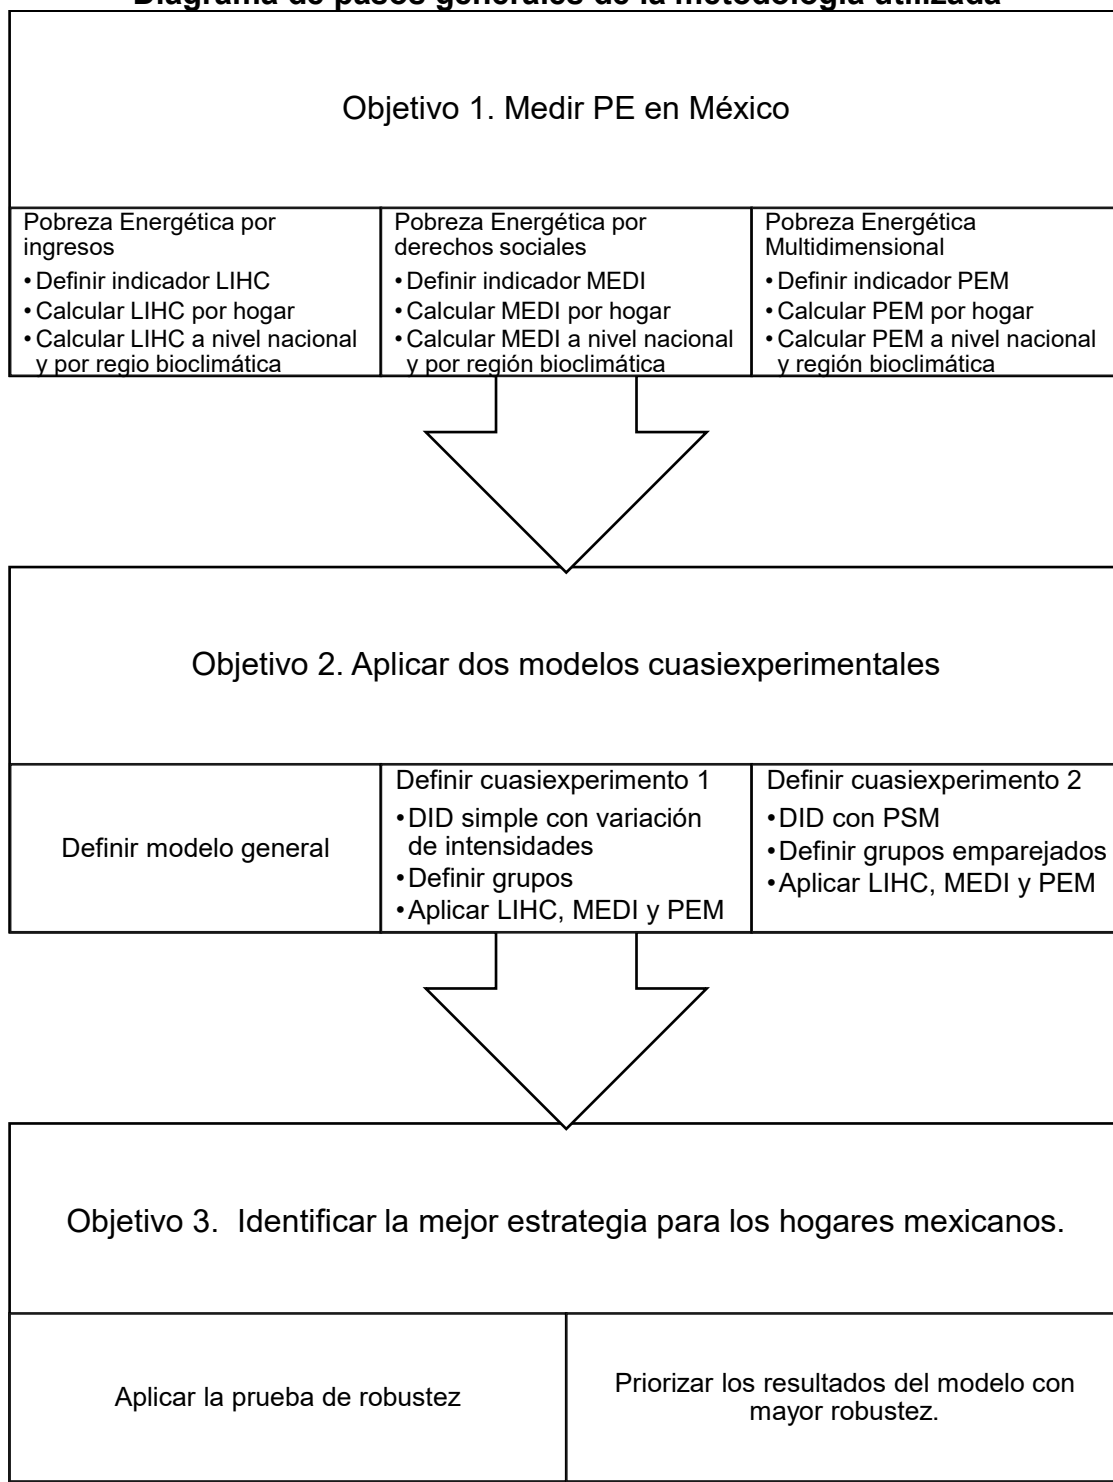 Diagrama de pasos generales de la metodología utilizada
Objetivo 1. Medir PE en México
Pobreza Energética por
ingresos
• Definir indicador LIHC
• Calcular LIHC por hogar
• Calcular LIHC a nivel nacional
y por regio bioclimática
Pobreza Energética por
derechos sociales
• Definir indicador MEDI
• Calcular MEDI por hogar
• Calcular MEDI a nivel nacional
y por región bioclimática
Pobreza Energética
Multidimensional
• Definir indicador PEM
• Calcular PEM por hogar
• Calcular PEM a nivel nacional
y región bioclimática
Objetivo 2. Aplicar dos modelos cuasiexperimentales
Definir modelo general
Definir cuasiexperimento 1
• DID simple con variación
de intensidades
• Definir grupos
• Aplicar LIHC, MEDI y PEM
Definir cuasiexperimento 2
• DID con PSM
• Definir grupos emparejados
• Aplicar LIHC, MEDI y PEM
Objetivo 3.  Identificar la mejor estrategia para los hogares mexicanos.
Aplicar la prueba de robustez
Priorizar los resultados del modelo con
mayor robustez.